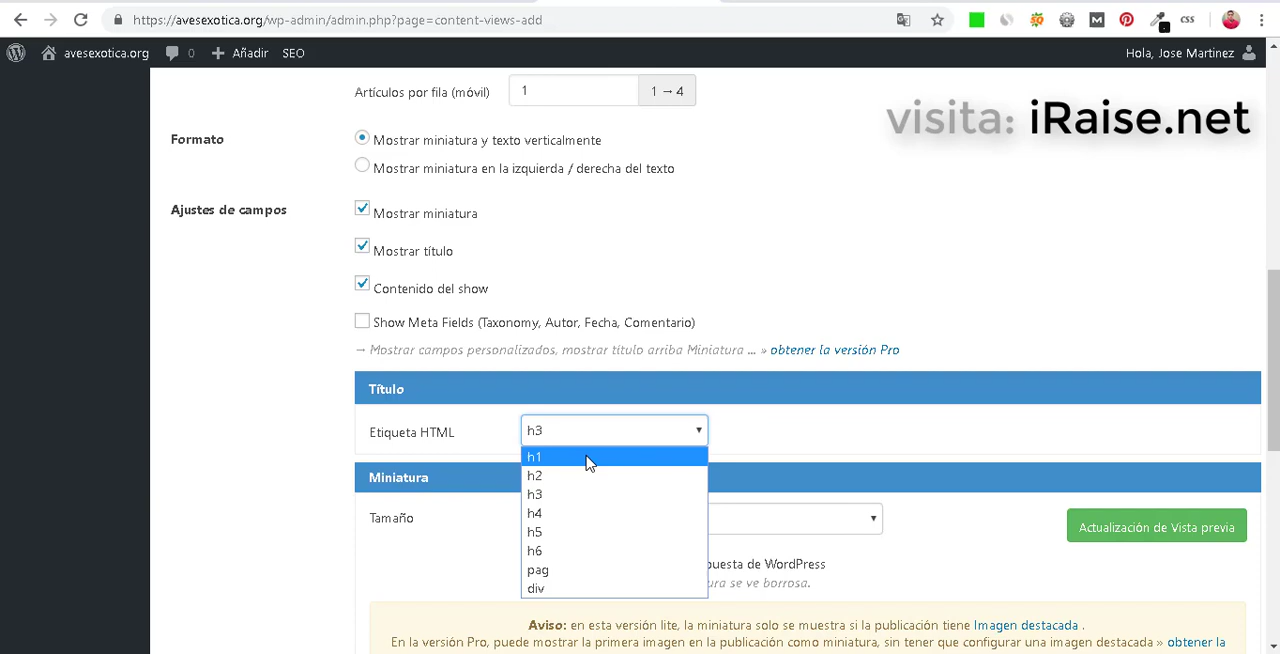 https://avesexotica.org/wp-admin/admin.php?page=content-views-add
CSS
avesexotica.org 0 + Añadir SEO Hola, Jose Martinez
Artículos por fila (móvil) 1 1 → 4
visita: iRaise.net
Formato Mostrar miniatura y texto verticalmente
Mostrar miniatura en la izquierda / derecha del texto
Ajustes de campos Mostrar miniatura
Mostrar título
Contenido del show
Show Meta Fields (Taxonomy, Autor, Fecha, Comentario)
→ Mostrar campos personalizados, mostrar título arriba Miniatura ... » obtener la versión Pro
Título
Etiqueta HTML h3
h1
Miniatura
h2
h3
Tamaño
h4
Actualización de Vista previa
h5
h6
puesta de WordPress
pag
ura se ve borrosa.
div
Aviso: en esta versión lite, la miniatura solo se muestra si la publicación tiene Imagen destacada .
En la versión Pro, puede mostrar la primera imagen en la publicación como miniatura, sin tener que configurar una imagen destacada » obtener la